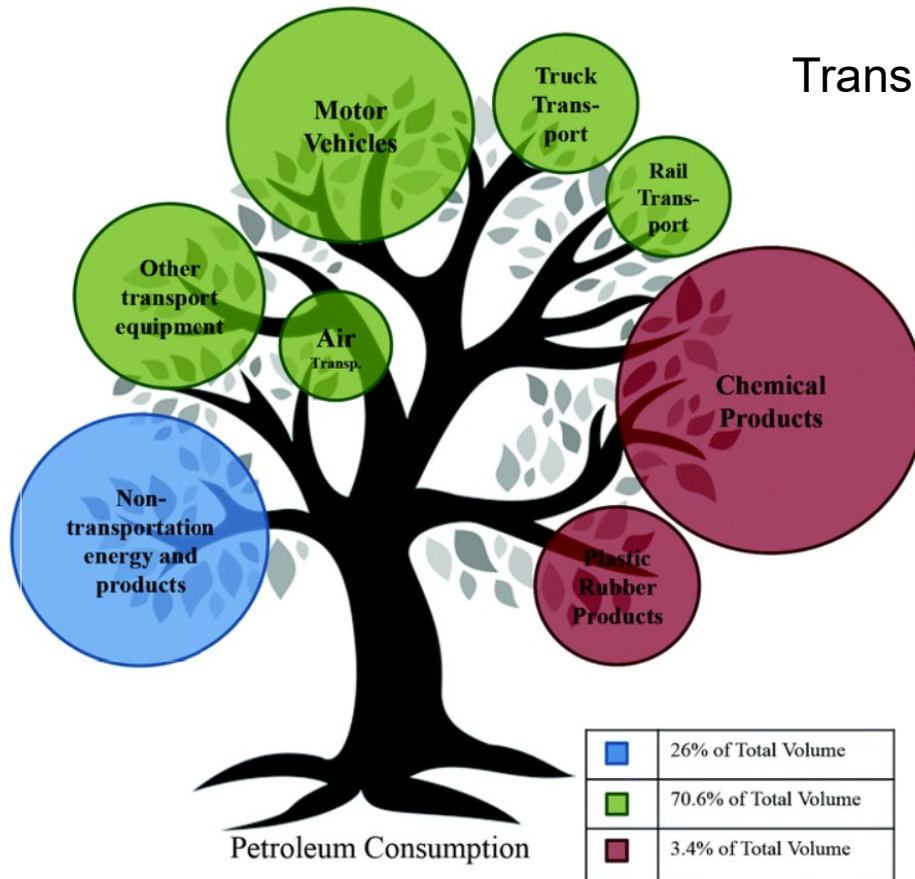 Trans
Motor
Vehicles
Truck
Trans-
port
Rail
Trans-
port
Other
transport
equipment
Air
Transp.
Chemical
Products
Non-
transportation
energy and
products
Plastic
Rubber
Products
26% of Total Volume
70.6% of Total Volume
3.4% of Total Volume
Petroleum Consumption